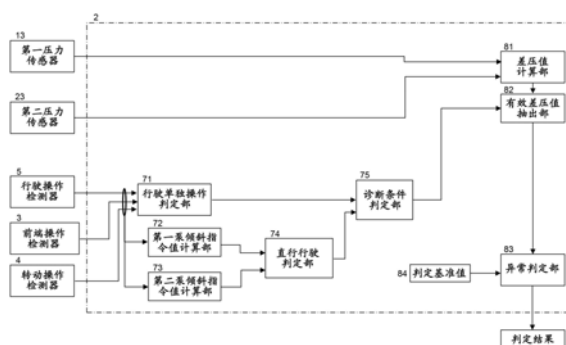 2
13
第一压力
传感器
81
差压值
计算部
82
有效差压值
抽出部
23
第二压力
传感器
5
行驶操作
检测器
71
行驶单独操作
判定部
75
诊断条件
判定部
3
前端操作
检测器
72
第一泵倾斜指
令值计算部
74
直行行驶
判定部
4
转动操作
检测器
73
第二泵倾斜指
令值计算部
84
判定基准值
83
异常判定部
判定结果